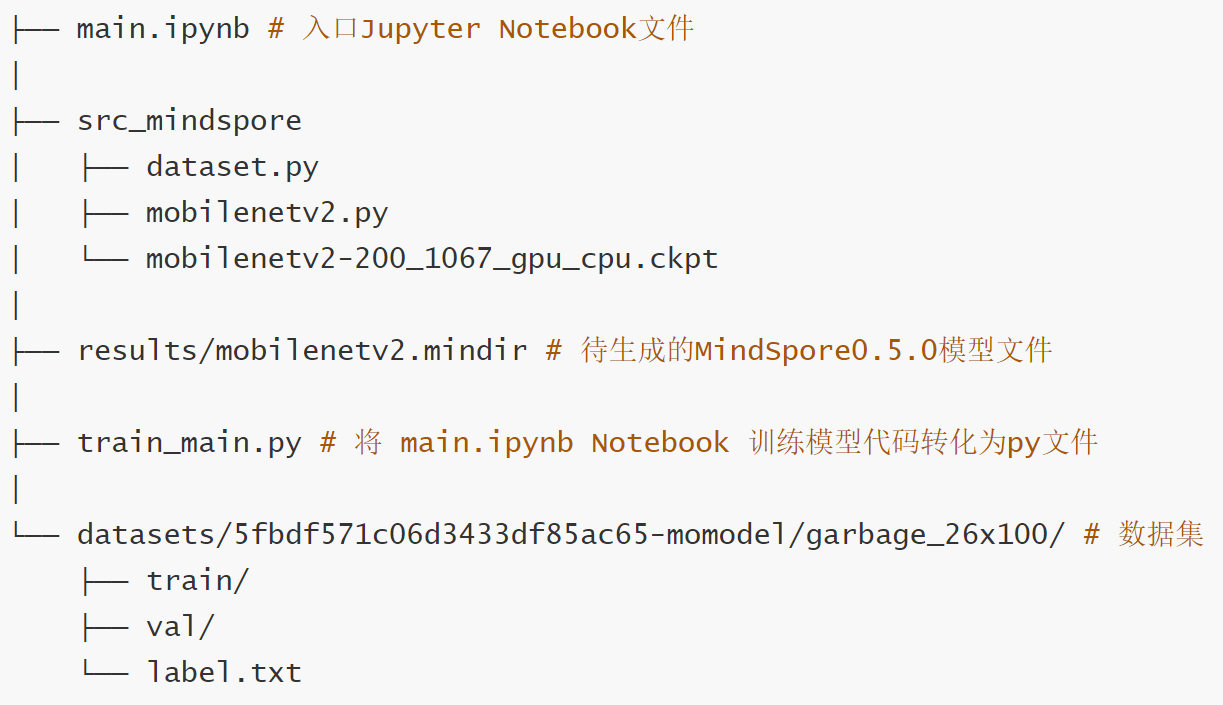 ├── main.ipynb # 入口Jupyter Notebook文件
│
├── src_mindspore
│   ├── dataset.py
│   ├── mobilenetv2.py
│   └── mobilenetv2-200_1067_gpu_cpu.ckpt
│
├── results/mobilenetv2.mindir # 待生成的MindSpore0.5.0模型文件
│
├── train_main.py # 将 main.ipynb Notebook 训练模型代码转化为py文件
│
└── datasets/5fbdf571c06d3433df85ac65-momodel/garbage_26x100/ # 数据集
    ├── train/
    ├── val/
    └── label.txt